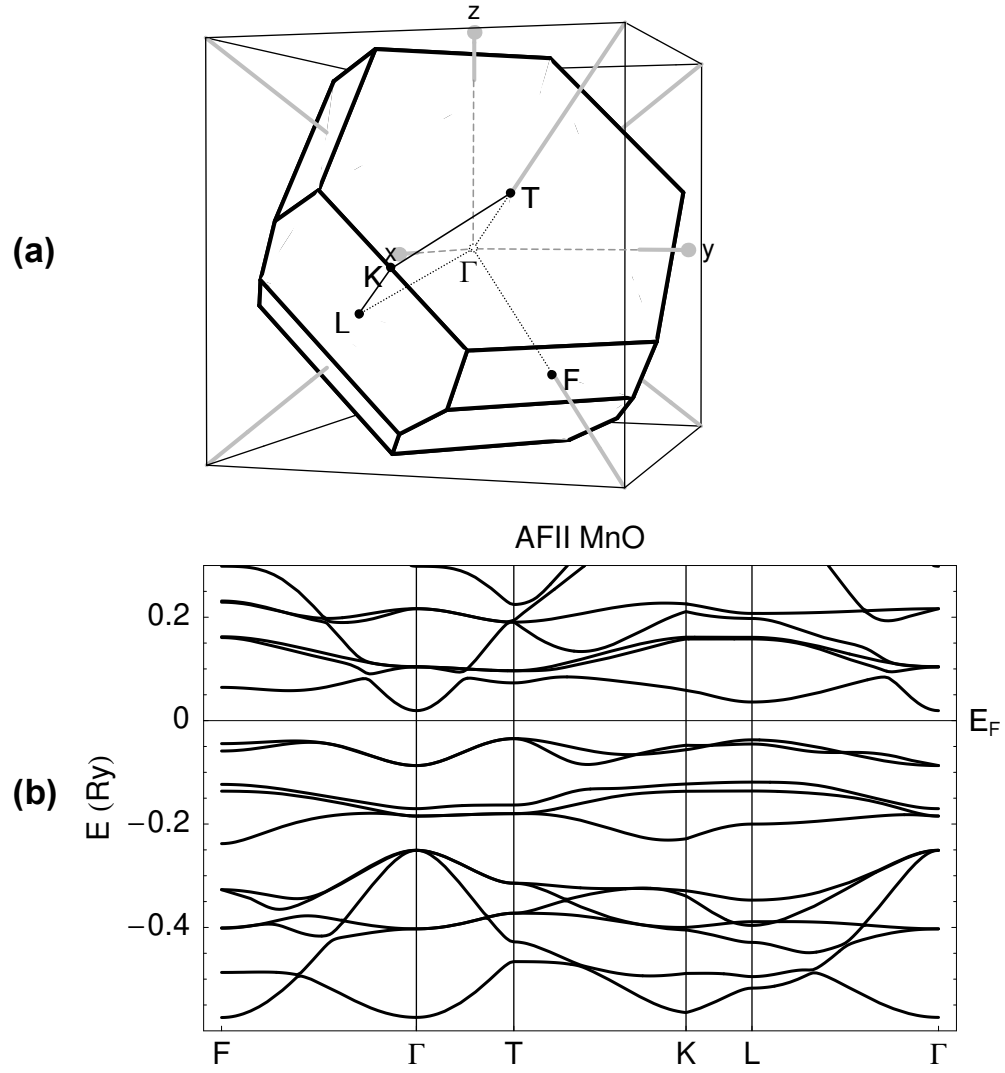 z
T
(a)
x
y
K
Γ
L
F
AFII MnO
0.2
0
E_F
(b)
E (Ry)
−0.2
−0.4
F Γ T K L Γ